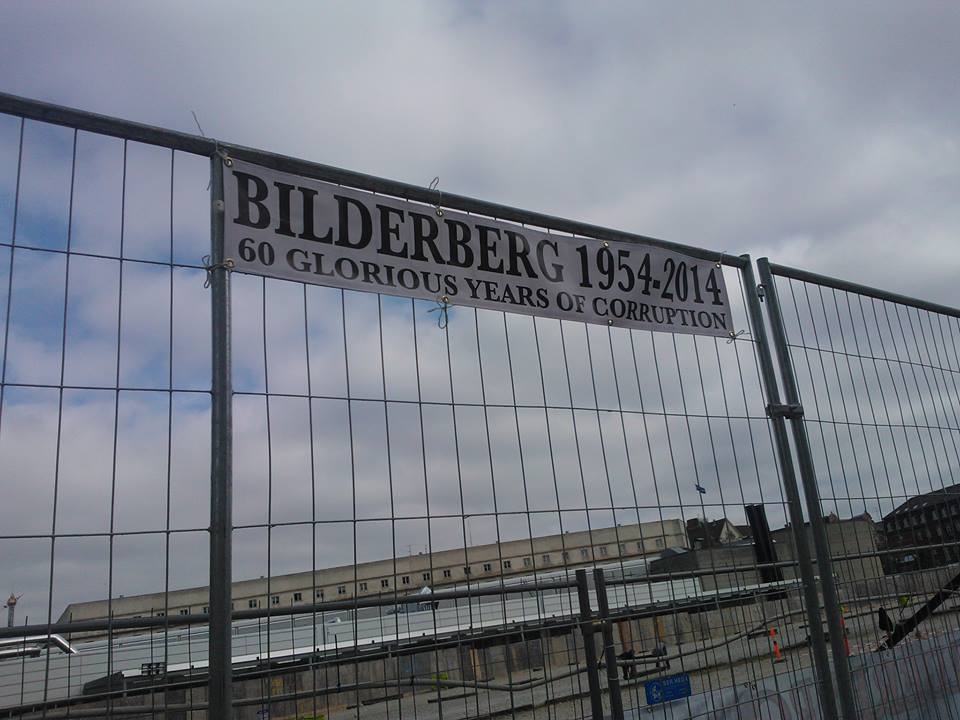 BILDERBERG 1954-2014
60 GLORIOUS YEARS OF CORRUPTION